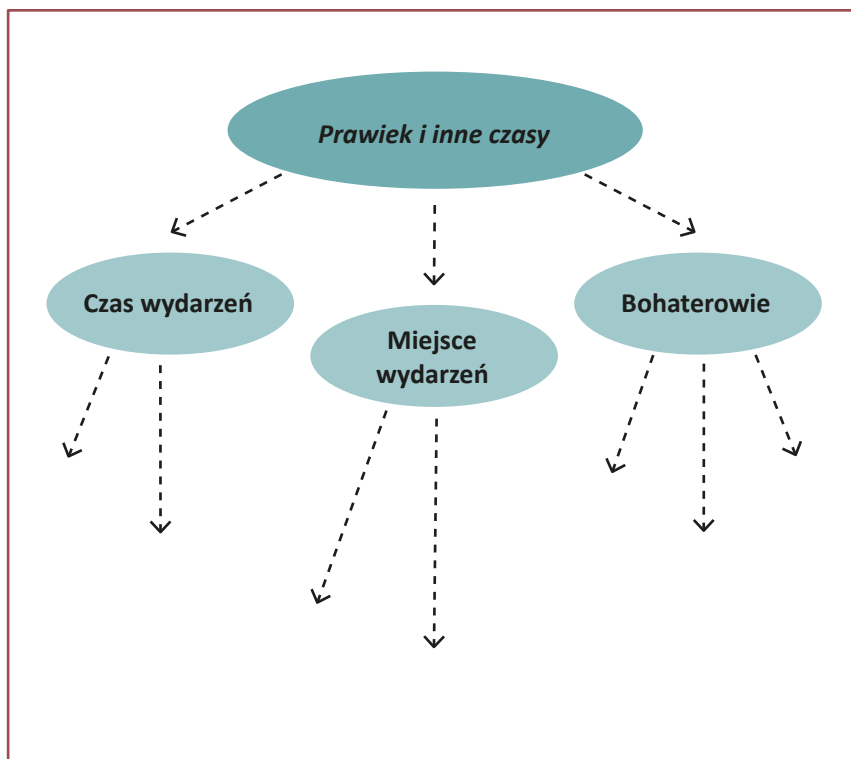 Prawiek i inne czasy
Czas wydarzeń
Miejsce
wydarzeń
Bohaterowie